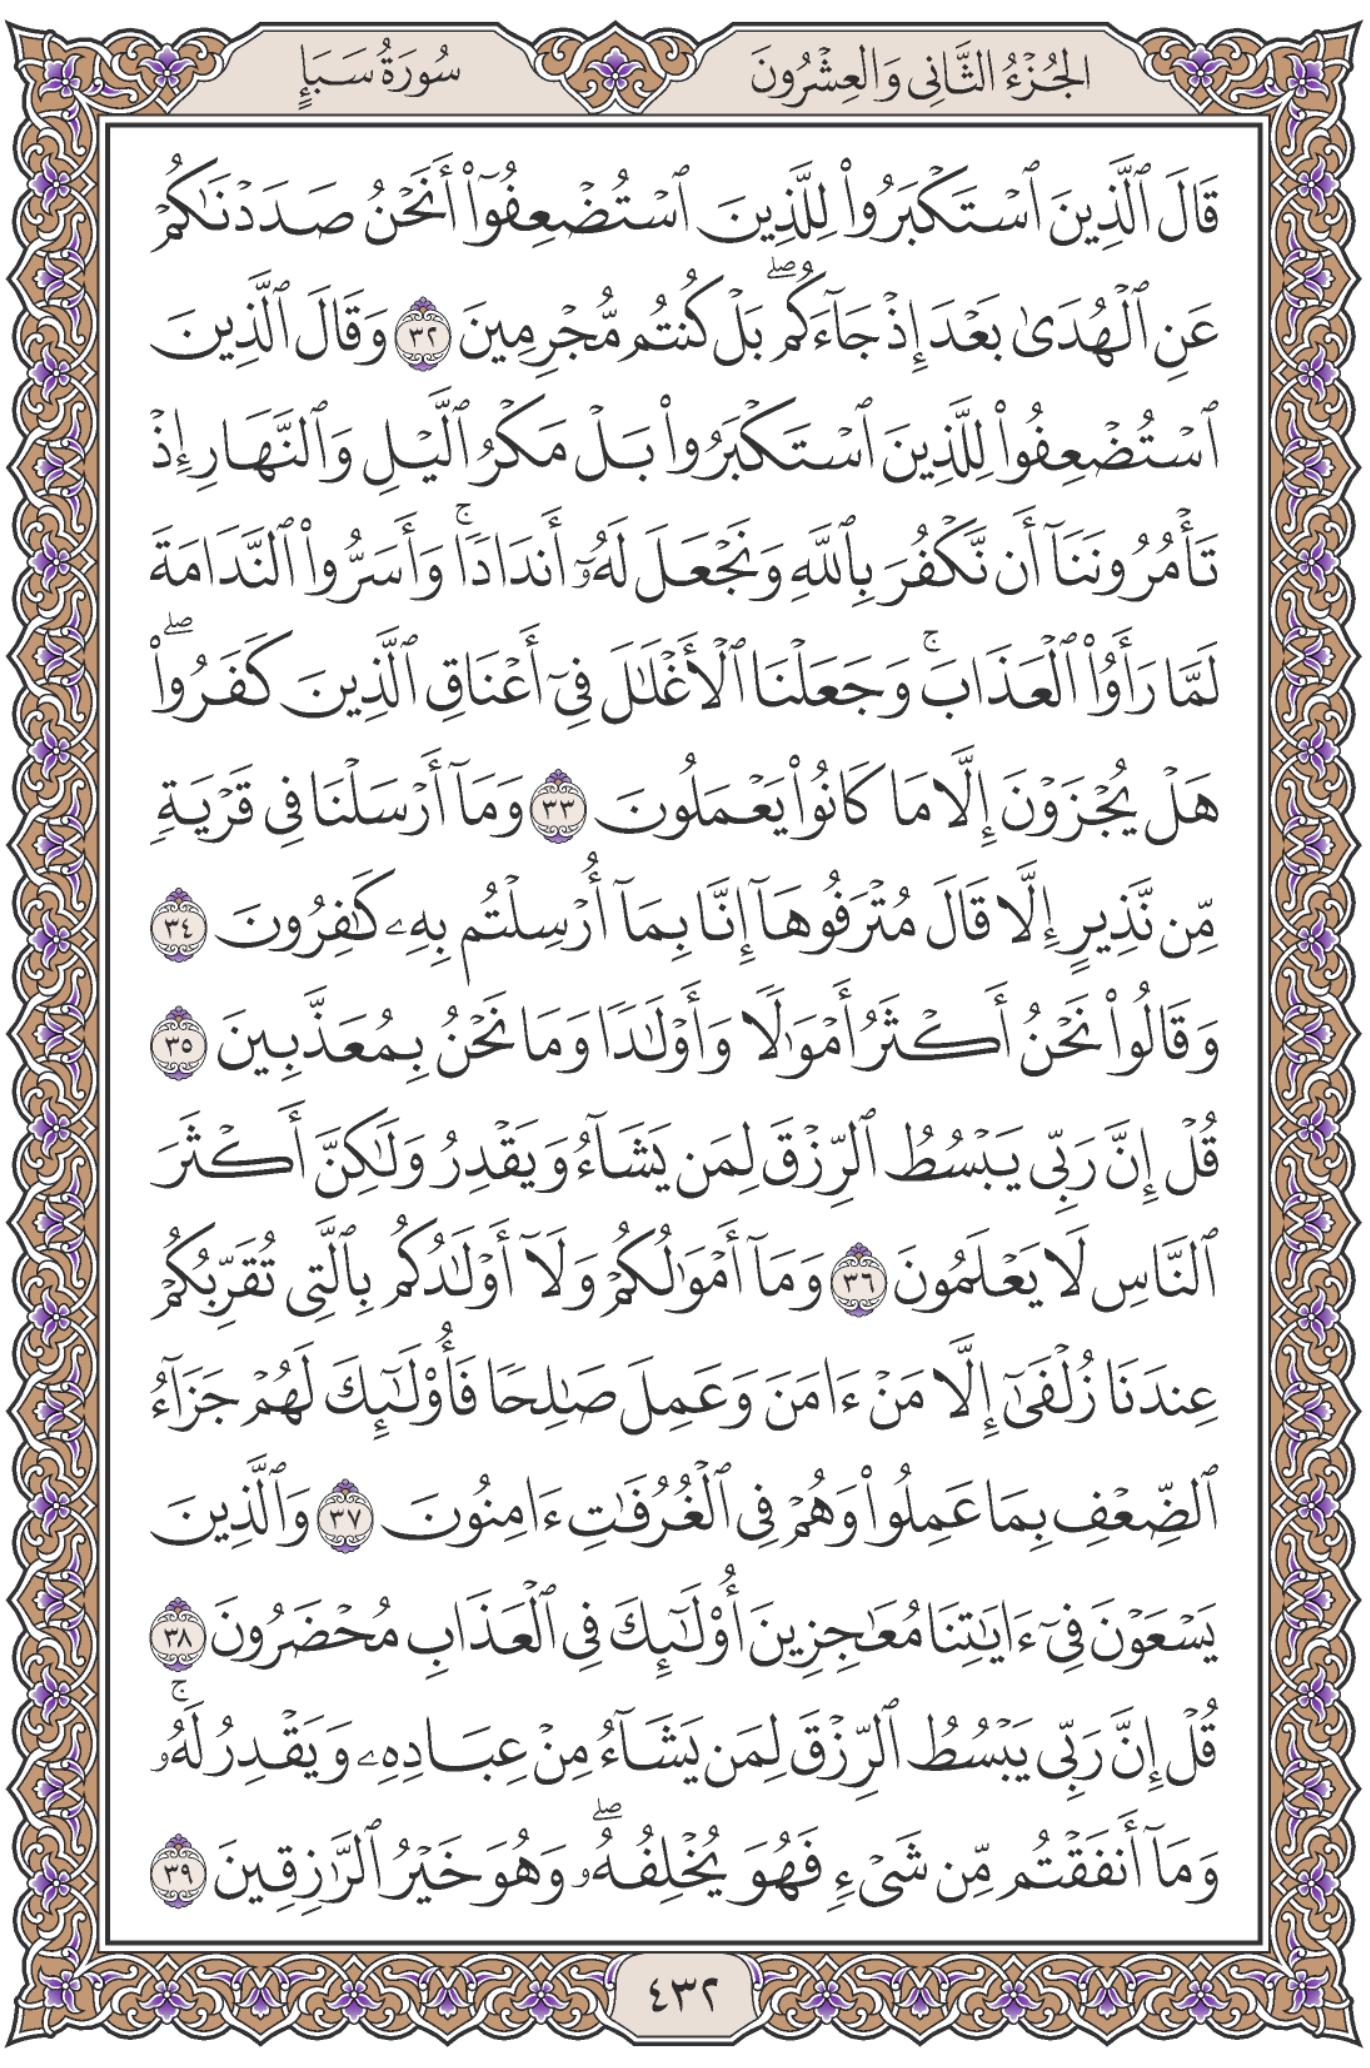 الجُزْءُ الثَّانِي وَالعِشْرُونَ
سُورَةُ سَبَإٍ
قَالَ ٱلَّذِينَ ٱسۡتَكۡبَرُواْ لِلَّذِينَ ٱسۡتُضۡعِفُوٓاْ أَنَحۡنُ صَدَدۡنَٰكُمۡ
عَنِ ٱلۡهُدَىٰ بَعۡدَ إِذۡ جَآءَكُمۖ بَلۡ كُنتُم مُّجۡرِمِينَ ٣٢ وَقَالَ ٱلَّذِينَ
ٱسۡتُضۡعِفُواْ لِلَّذِينَ ٱسۡتَكۡبَرُواْ بَلۡ مَكۡرُ ٱلَّيۡلِ وَٱلنَّهَارِ إِذۡ
تَأۡمُرُونَنَآ أَن نَّكۡفُرَ بِٱللَّهِ وَنَجۡعَلَ لَهُۥٓ أَندَادٗاۚ وَأَسَرُّواْ ٱلنَّدَامَةَ
لَمَّا رَأَوُاْ ٱلۡعَذَابَۚ وَجَعَلۡنَا ٱلۡأَغۡلَٰلَ فِيٓ أَعۡنَاقِ ٱلَّذِينَ كَفَرُواْۖ
هَلۡ يُجۡزَوۡنَ إِلَّا مَا كَانُواْ يَعۡمَلُونَ ٣٣ وَمَآ أَرۡسَلۡنَا فِي قَرۡيَةٖ
مِّن نَّذِيرٍ إِلَّا قَالَ مُتۡرَفُوهَآ إِنَّا بِمَآ أُرۡسِلۡتُم بِهِۦ كَٰفِرُونَ ٣٤
وَقَالُواْ نَحۡنُ أَكۡثَرُ أَمۡوَٰلٗا وَأَوۡلَٰدٗا وَمَا نَحۡنُ بِمُعَذَّبِينَ ٣٥
قُلۡ إِنَّ رَبِّي يَبۡسُطُ ٱلرِّزۡقَ لِمَن يَشَآءُ وَيَقۡدِرُ وَلَٰكِنَّ أَكۡثَرَ
ٱلنَّاسِ لَا يَعۡلَمُونَ ٣٦ وَمَآ أَمۡوَٰلُكُمۡ وَلَآ أَوۡلَٰدُكُم بِٱلَّتِي تُقَرِّبُكُمۡ
عِندَنَا زُلۡفَىٰٓ إِلَّا مَنۡ ءَامَنَ وَعَمِلَ صَٰلِحٗا فَأُوْلَٰٓئِكَ لَهُمۡ جَزَآءُ
ٱلضِّعۡفِ بِمَا عَمِلُواْ وَهُمۡ فِي ٱلۡغُرُفَٰتِ ءَامِنُونَ ٣٧ وَٱلَّذِينَ
يَسۡعَوۡنَ فِيٓ ءَايَٰتِنَا مُعَٰجِزِينَ أُوْلَٰٓئِكَ فِي ٱلۡعَذَابِ مُحۡضَرُونَ ٣٨
قُلۡ إِنَّ رَبِّي يَبۡسُطُ ٱلرِّزۡقَ لِمَن يَشَآءُ مِنۡ عِبَادِهِۦ وَيَقۡدِرُ لَهُۥۚ
وَمَآ أَنفَقۡتُم مِّن شَيۡءٖ فَهُوَ يُخۡلِفُهُۥۖ وَهُوَ خَيۡرُ ٱلرَّٰزِقِينَ ٣٩
٤٣٢